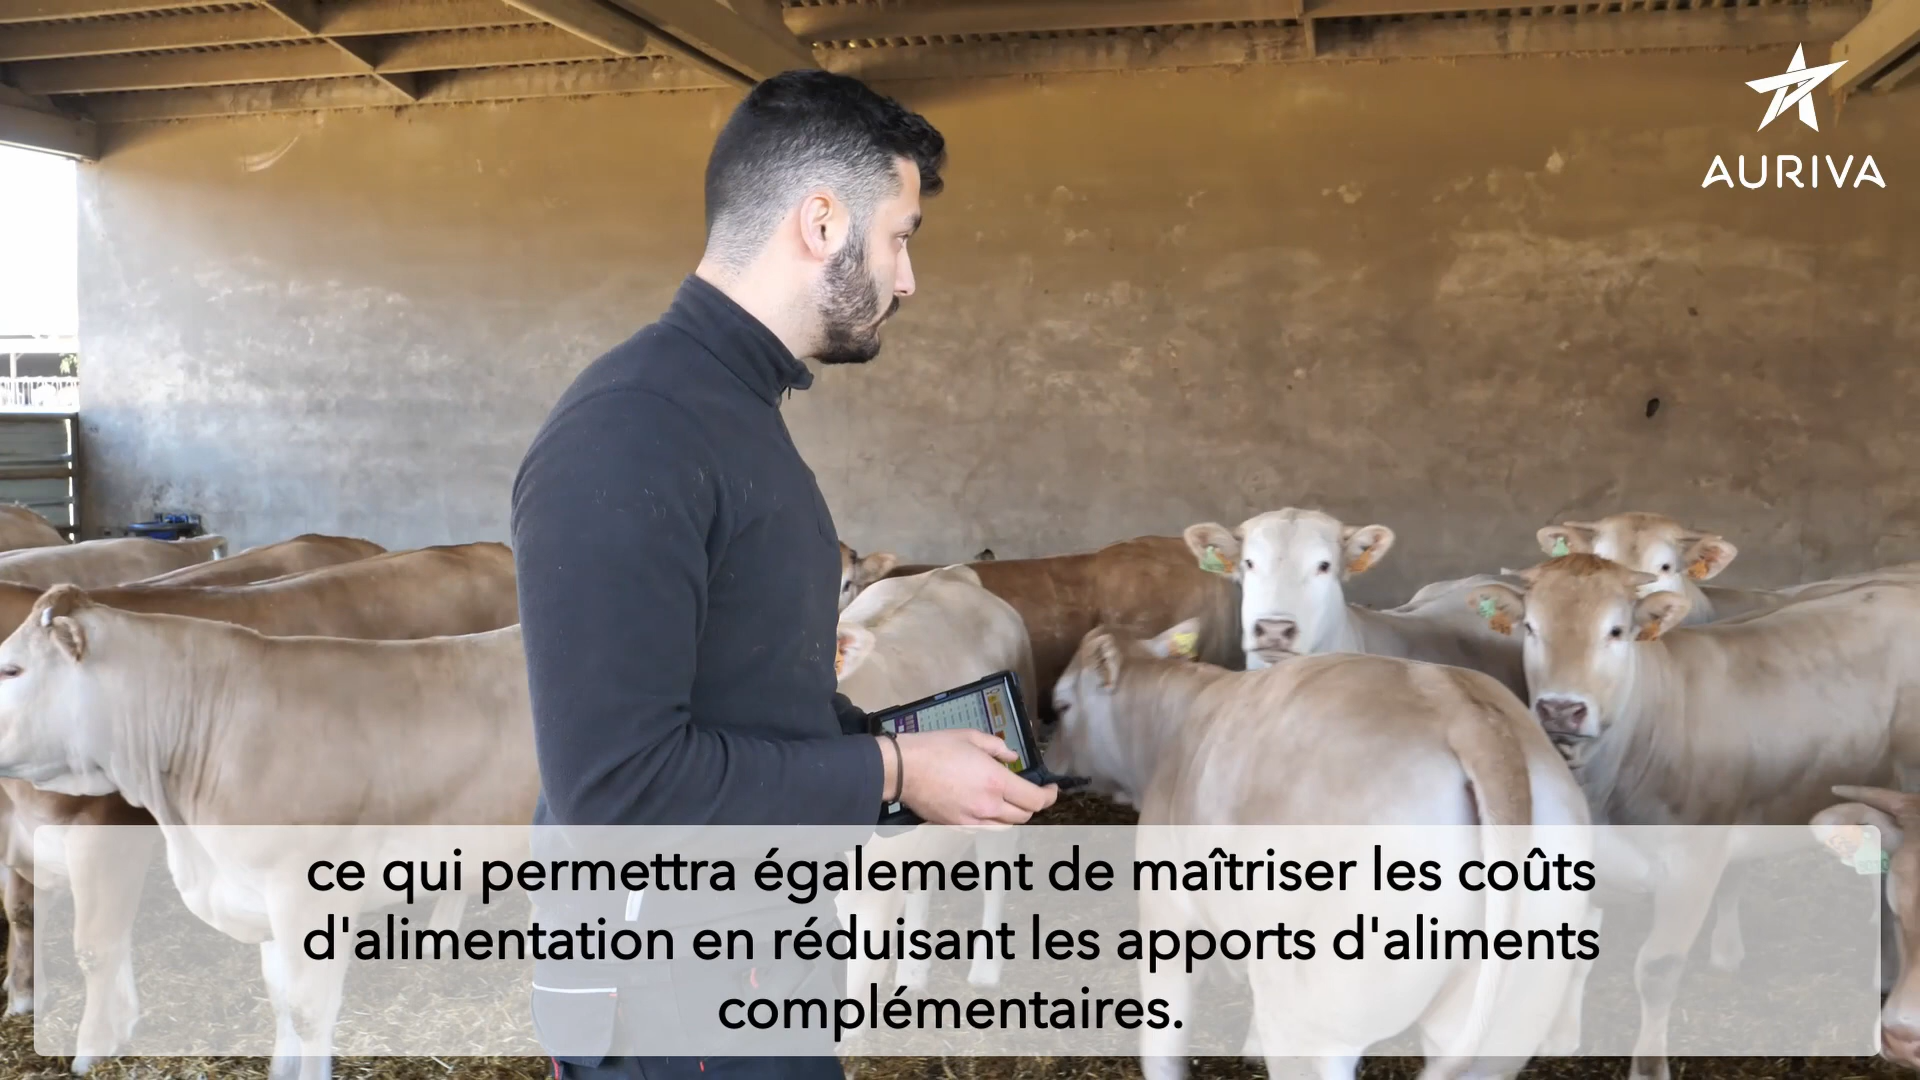 AURIVA
ce qui permettra également de maîtriser les coûts
d'alimentation en réduisant les apports d'aliments
complémentaires.